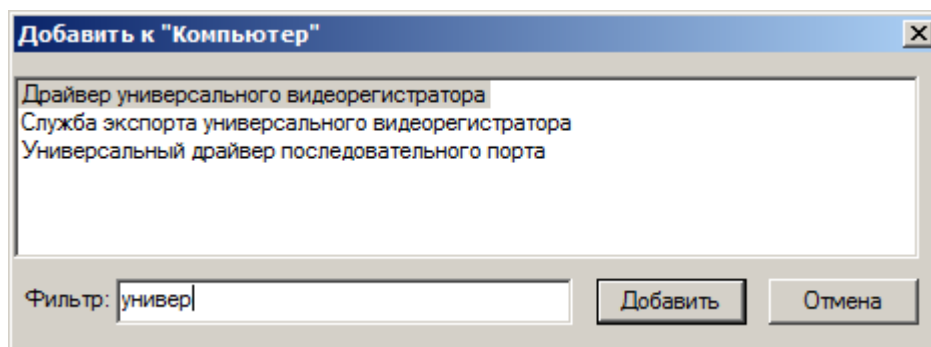 Добавить к "Компьютер"
Драйвер универсального видеорегистратора
Служба экспорта универсального видеорегистратора
Универсальный драйвер последовательного порта
Фильтр: универ Добавить Отмена